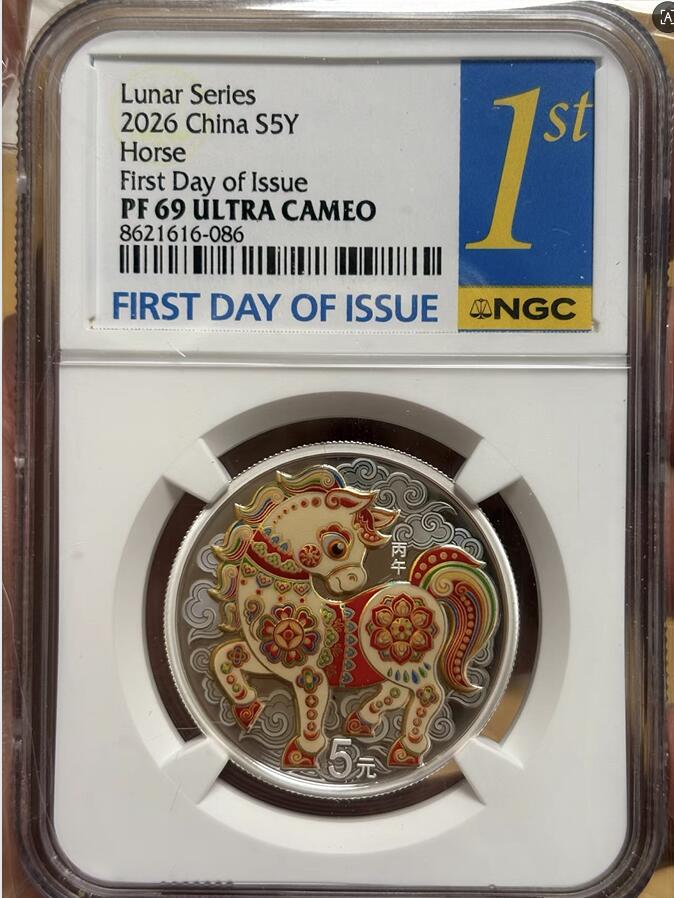 Lunar Series
2026 China S5Y
Horse
First Day of Issue
PF 69 ULTRA CAMEO
8621616-086
FIRST DAY OF ISSUE
1st
NGC
丙午
5元